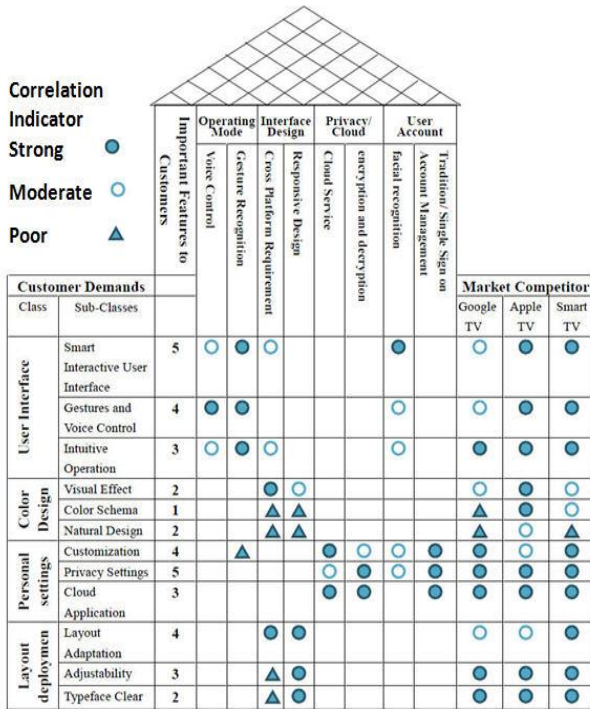 Correlation
Indicator
Strong
Moderate
Poor
Important Features to
Customers
Operating
Mode
Interface
Design
Privacy/
Cloud
User
Account
Voice Control
Gesture Recognition
Cross Platform Requirement
Responsive Design
Cloud Service
encryption and decryption
facial recognition
Tradition/ Single Sign on
Account Management
Customer Demands
Market Competitor
Class
Sub-Classes
Google
TV
Apple
TV
Smart
TV
User Interface
Smart
Interactive User
Interface
5
Gestures and
Voice Control
4
Intuitive
Operation
3
Color
Design
Visual Effect
2
Color Schema
1
Natural Design
2
Personal
settings
Customization
4
Privacy Settings
5
Cloud
Application
3
Layout
deploymen
Layout
Adaptation
4
Adjustability
3
Typeface Clear
2